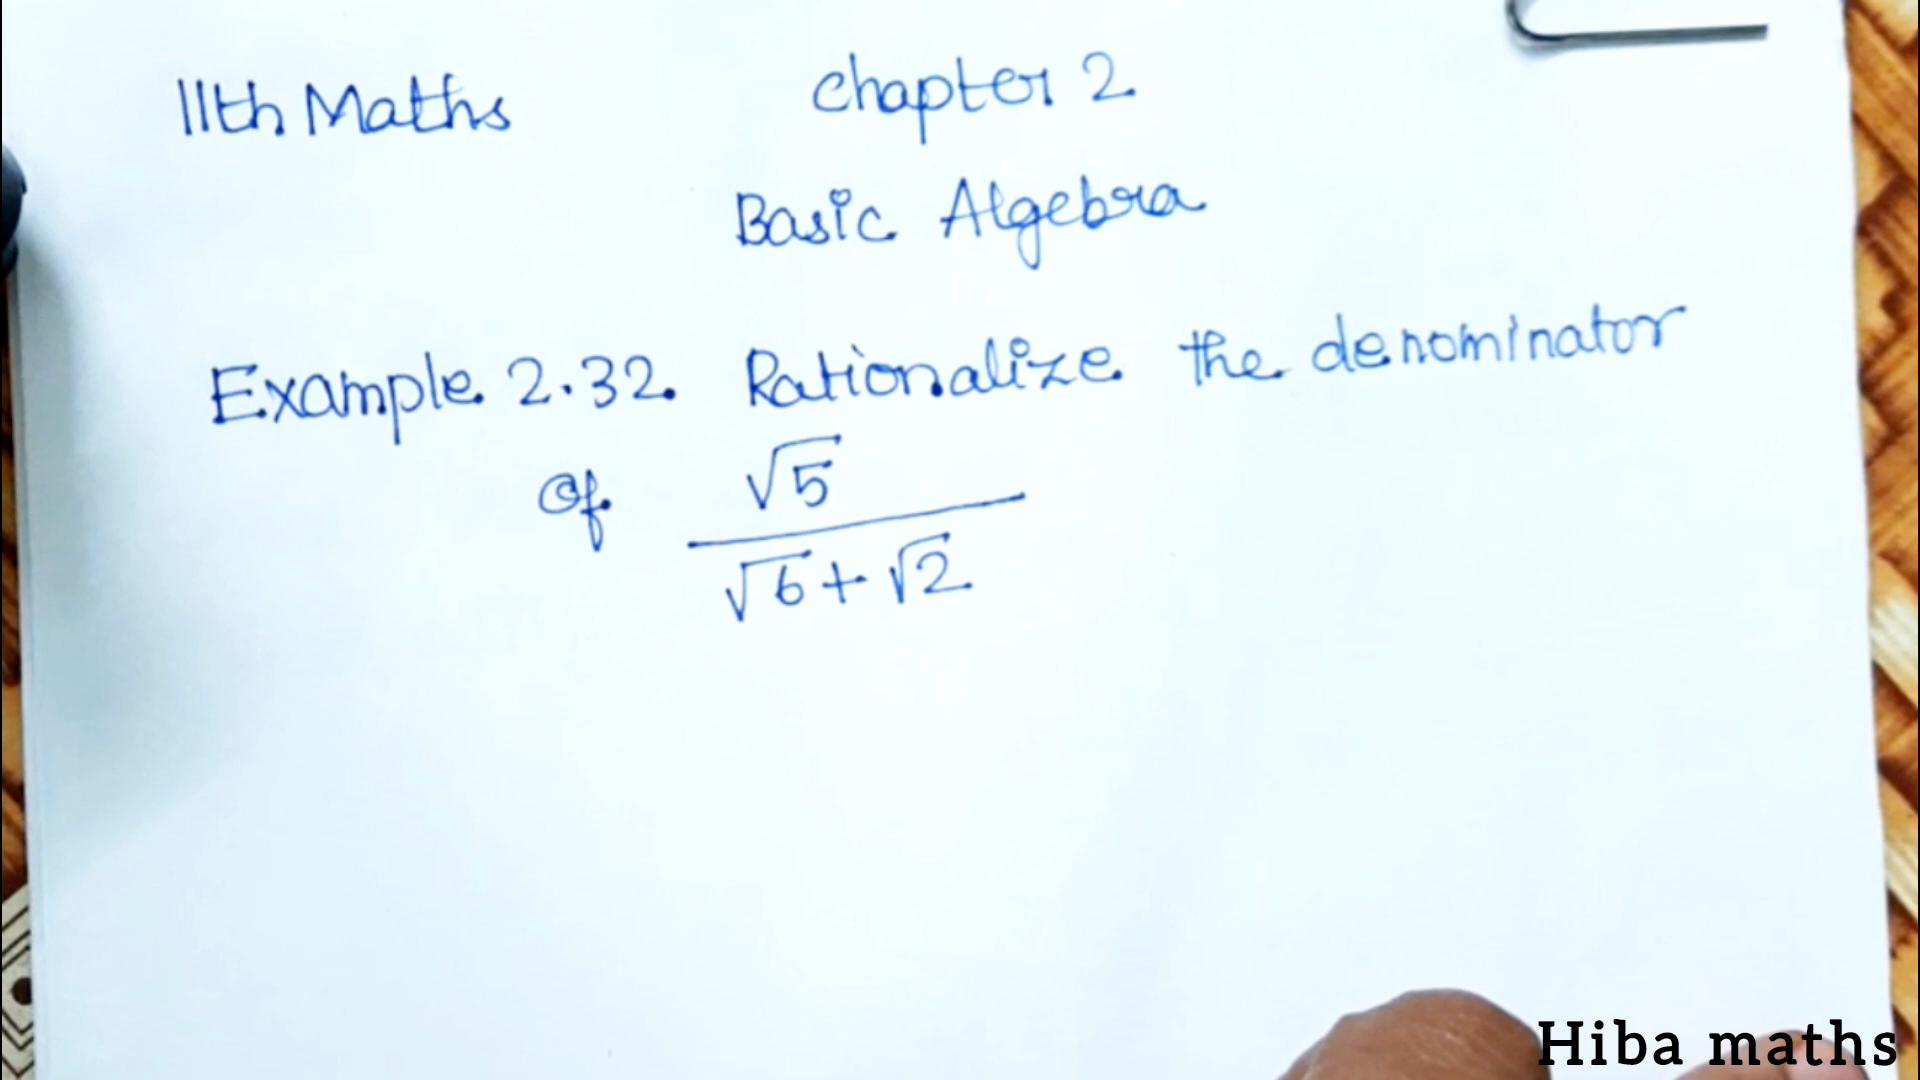 11th Maths chapter 2
Basic Algebra
Example 2.32. Rationalize the denominator
Of √5
√6 + √2
Hiba maths